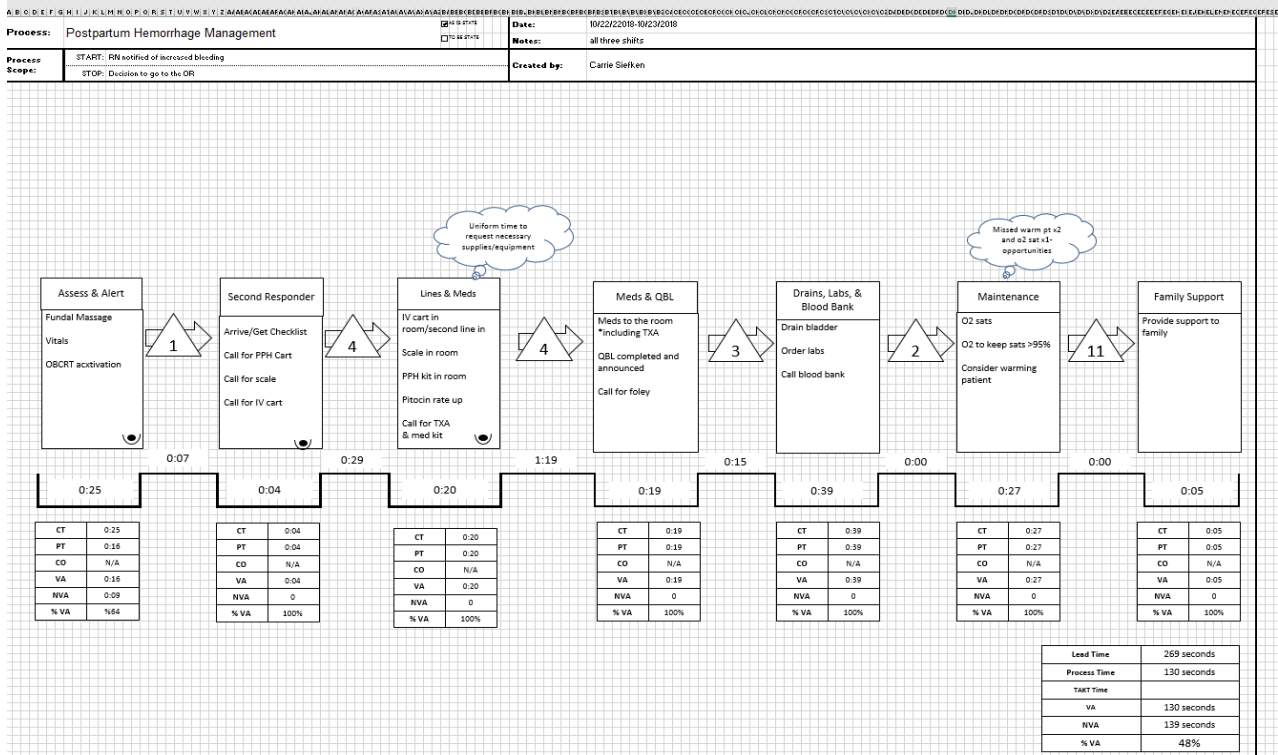 Process: Postpartum Hemorrhage Management
AS IS STATE
TO BE STATE
Date: 10/22/22018-10/23/2018
Notes: all three shifts
Process Scope:
START: RN notified of increased bleeding
STOP: Decision to go to the OR
Created by: Carrie Siefken
Uniform time to
request necessary
supplies/equipment
Missed warm pt x2
and o2 sat x1-
opportunities
Assess & Alert
Fundal Massage
Vitals
OBCRT acxtivation
1
Second Responder
Arrive/Get Checklist
Call for PPH Cart
Call for scale
Call for IV cart
4
Lines & Meds
IV cart in
room/second line in
Scale in room
PPH kit in room
Pitocin rate up
Call for TXA
& med kit
4
Meds & QBL
Meds to the room
*including TXA
QBL completed and
announced
Call for foley
3
Drains, Labs, &
Blood Bank
Drain bladder
Order labs
Call blood bank
2
Maintenance
O2 sats
O2 to keep sats >95%
Consider warming
patient
11
Family Support
Provide support to
family
0:07 0:29 1:19 0:15 0:00 0:00
0:25 0:04 0:20 0:19 0:39 0:27 0:05
CT 0:25
PT 0:16
CO N/A
VA 0:16
NVA 0:09
% VA %64
CT 0:04
PT 0:04
CO N/A
VA 0:04
NVA 0
% VA 100%
CT 0:20
PT 0:20
CO N/A
VA 0:20
NVA 0
% VA 100%
CT 0:19
PT 0:19
CO N/A
VA 0:19
NVA 0
% VA 100%
CT 0:39
PT 0:39
CO N/A
VA 0:39
NVA 0
% VA 100%
CT 0:27
PT 0:27
CO N/A
VA 0:27
NVA 0
% VA 100%
CT 0:05
PT 0:05
CO N/A
VA 0:05
NVA 0
% VA 100%
Lead Time 269 seconds
Process Time 130 seconds
TAKT Time
VA 130 seconds
NVA 139 seconds
% VA 48%